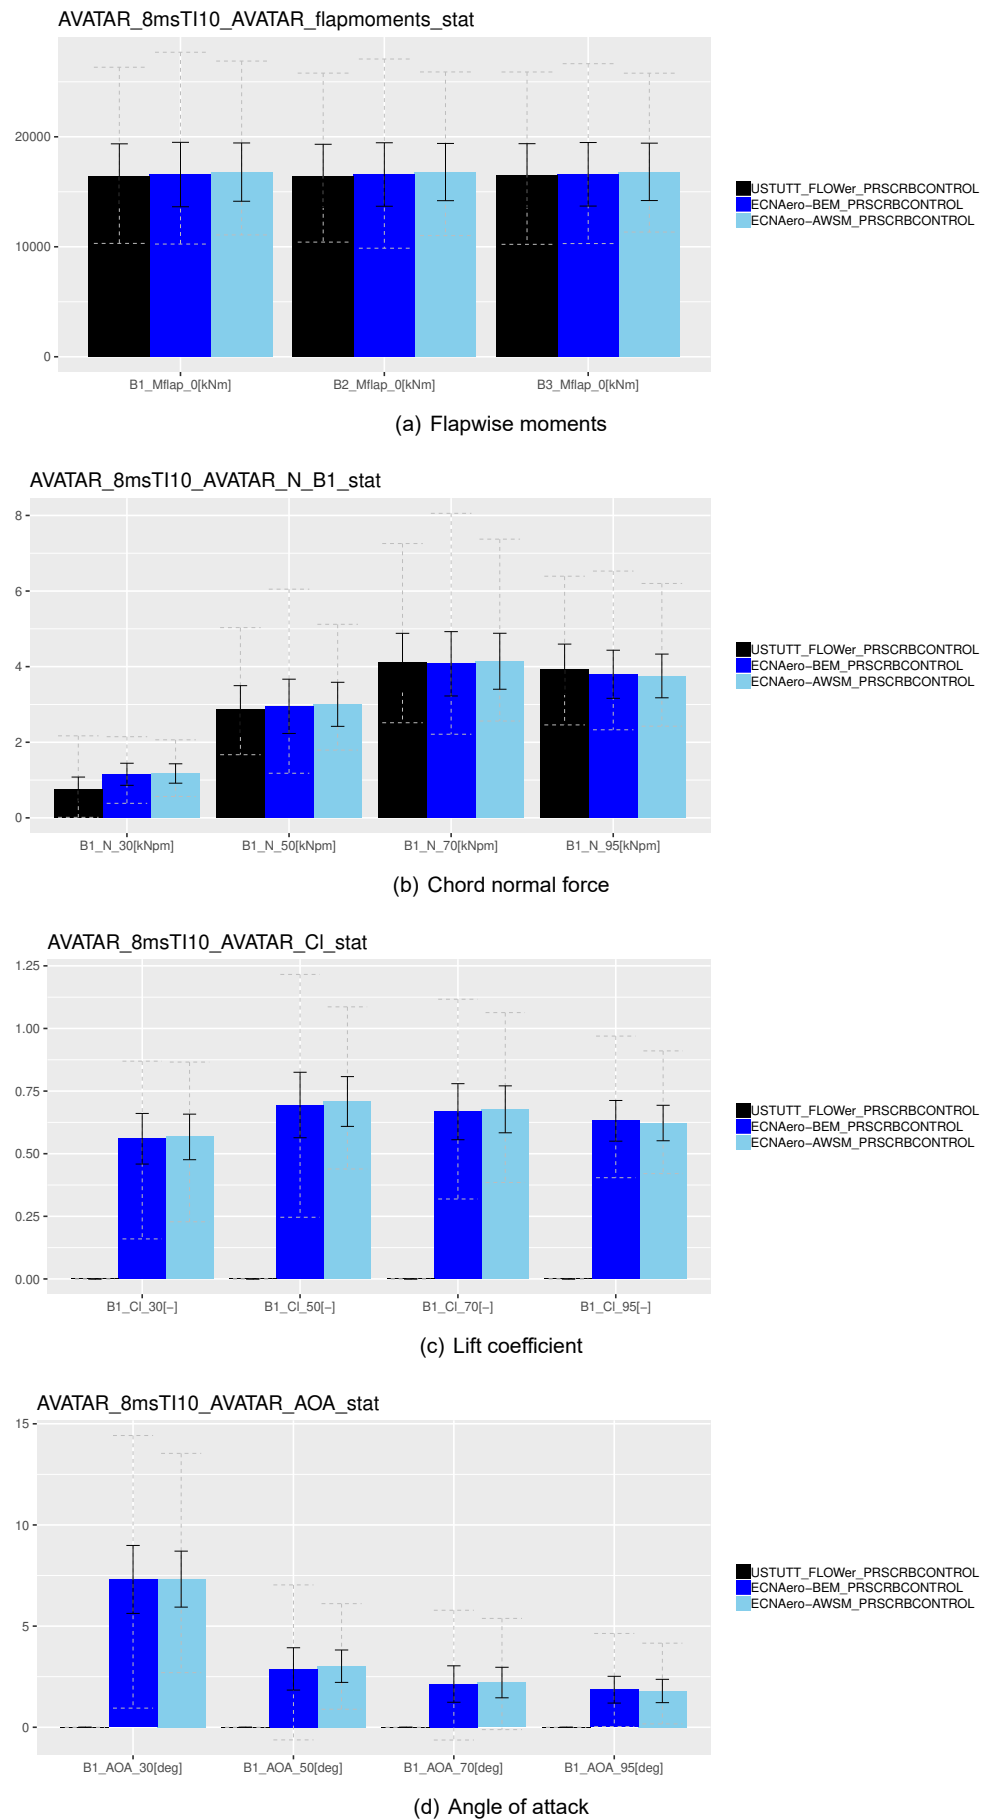 AVATAR_8msTI10_AVATAR_flapmoments_stat
20000
10000
0
B1_Mflap_0[kNm]
B2_Mflap_0[kNm]
B3_Mflap_0[kNm]
USTUTT_FLOWer_PRSCRBCONTROL
ECNAero-BEM_PRSCRBCONTROL
ECNAero-AWSM_PRSCRBCONTROL
(a) Flapwise moments
AVATAR_8msTI10_AVATAR_N_B1_stat
8
6
4
2
0
B1_N_30[kNpm]
B1_N_50[kNpm]
B1_N_70[kNpm]
B1_N_95[kNpm]
USTUTT_FLOWer_PRSCRBCONTROL
ECNAero-BEM_PRSCRBCONTROL
ECNAero-AWSM_PRSCRBCONTROL
(b) Chord normal force
AVATAR_8msTI10_AVATAR_Cl_stat
1.25
1.00
0.75
0.50
0.25
0.00
B1_Cl_30[-]
B1_Cl_50[-]
B1_Cl_70[-]
B1_Cl_95[-]
USTUTT_FLOWer_PRSCRBCONTROL
ECNAero-BEM_PRSCRBCONTROL
ECNAero-AWSM_PRSCRBCONTROL
(c) Lift coefficient
AVATAR_8msTI10_AVATAR_AOA_stat
15
10
5
0
B1_AOA_30[deg]
B1_AOA_50[deg]
B1_AOA_70[deg]
B1_AOA_95[deg]
USTUTT_FLOWer_PRSCRBCONTROL
ECNAero-BEM_PRSCRBCONTROL
ECNAero-AWSM_PRSCRBCONTROL
(d) Angle of attack